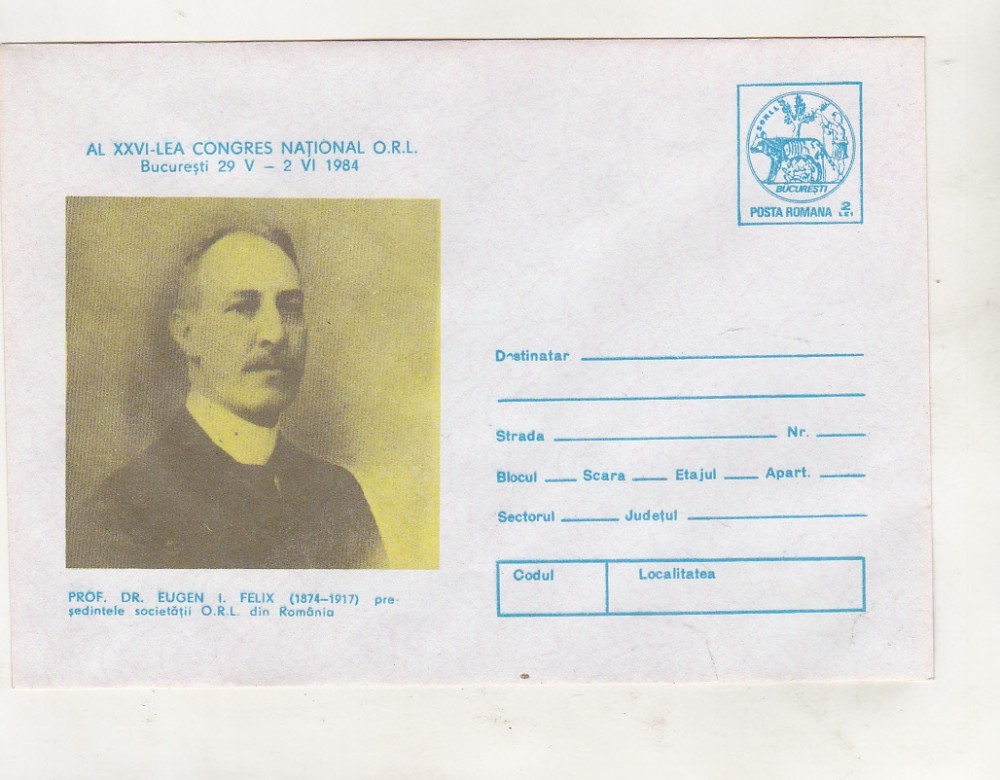 AL XXVI-LEA CONGRES NAȚIONAL O.R.L.
București 29 V – 2 VI 1984
BUCUREȘTI
POSTA ROMANA 2 LEI
Destinatar
Strada Nr.
Blocul Scara Etajul Apart.
Sectorul Județul
Codul Localitatea
PROF. DR. EUGEN I. FELIX (1874–1917) pre-
ședintele societății O.R.L. din România